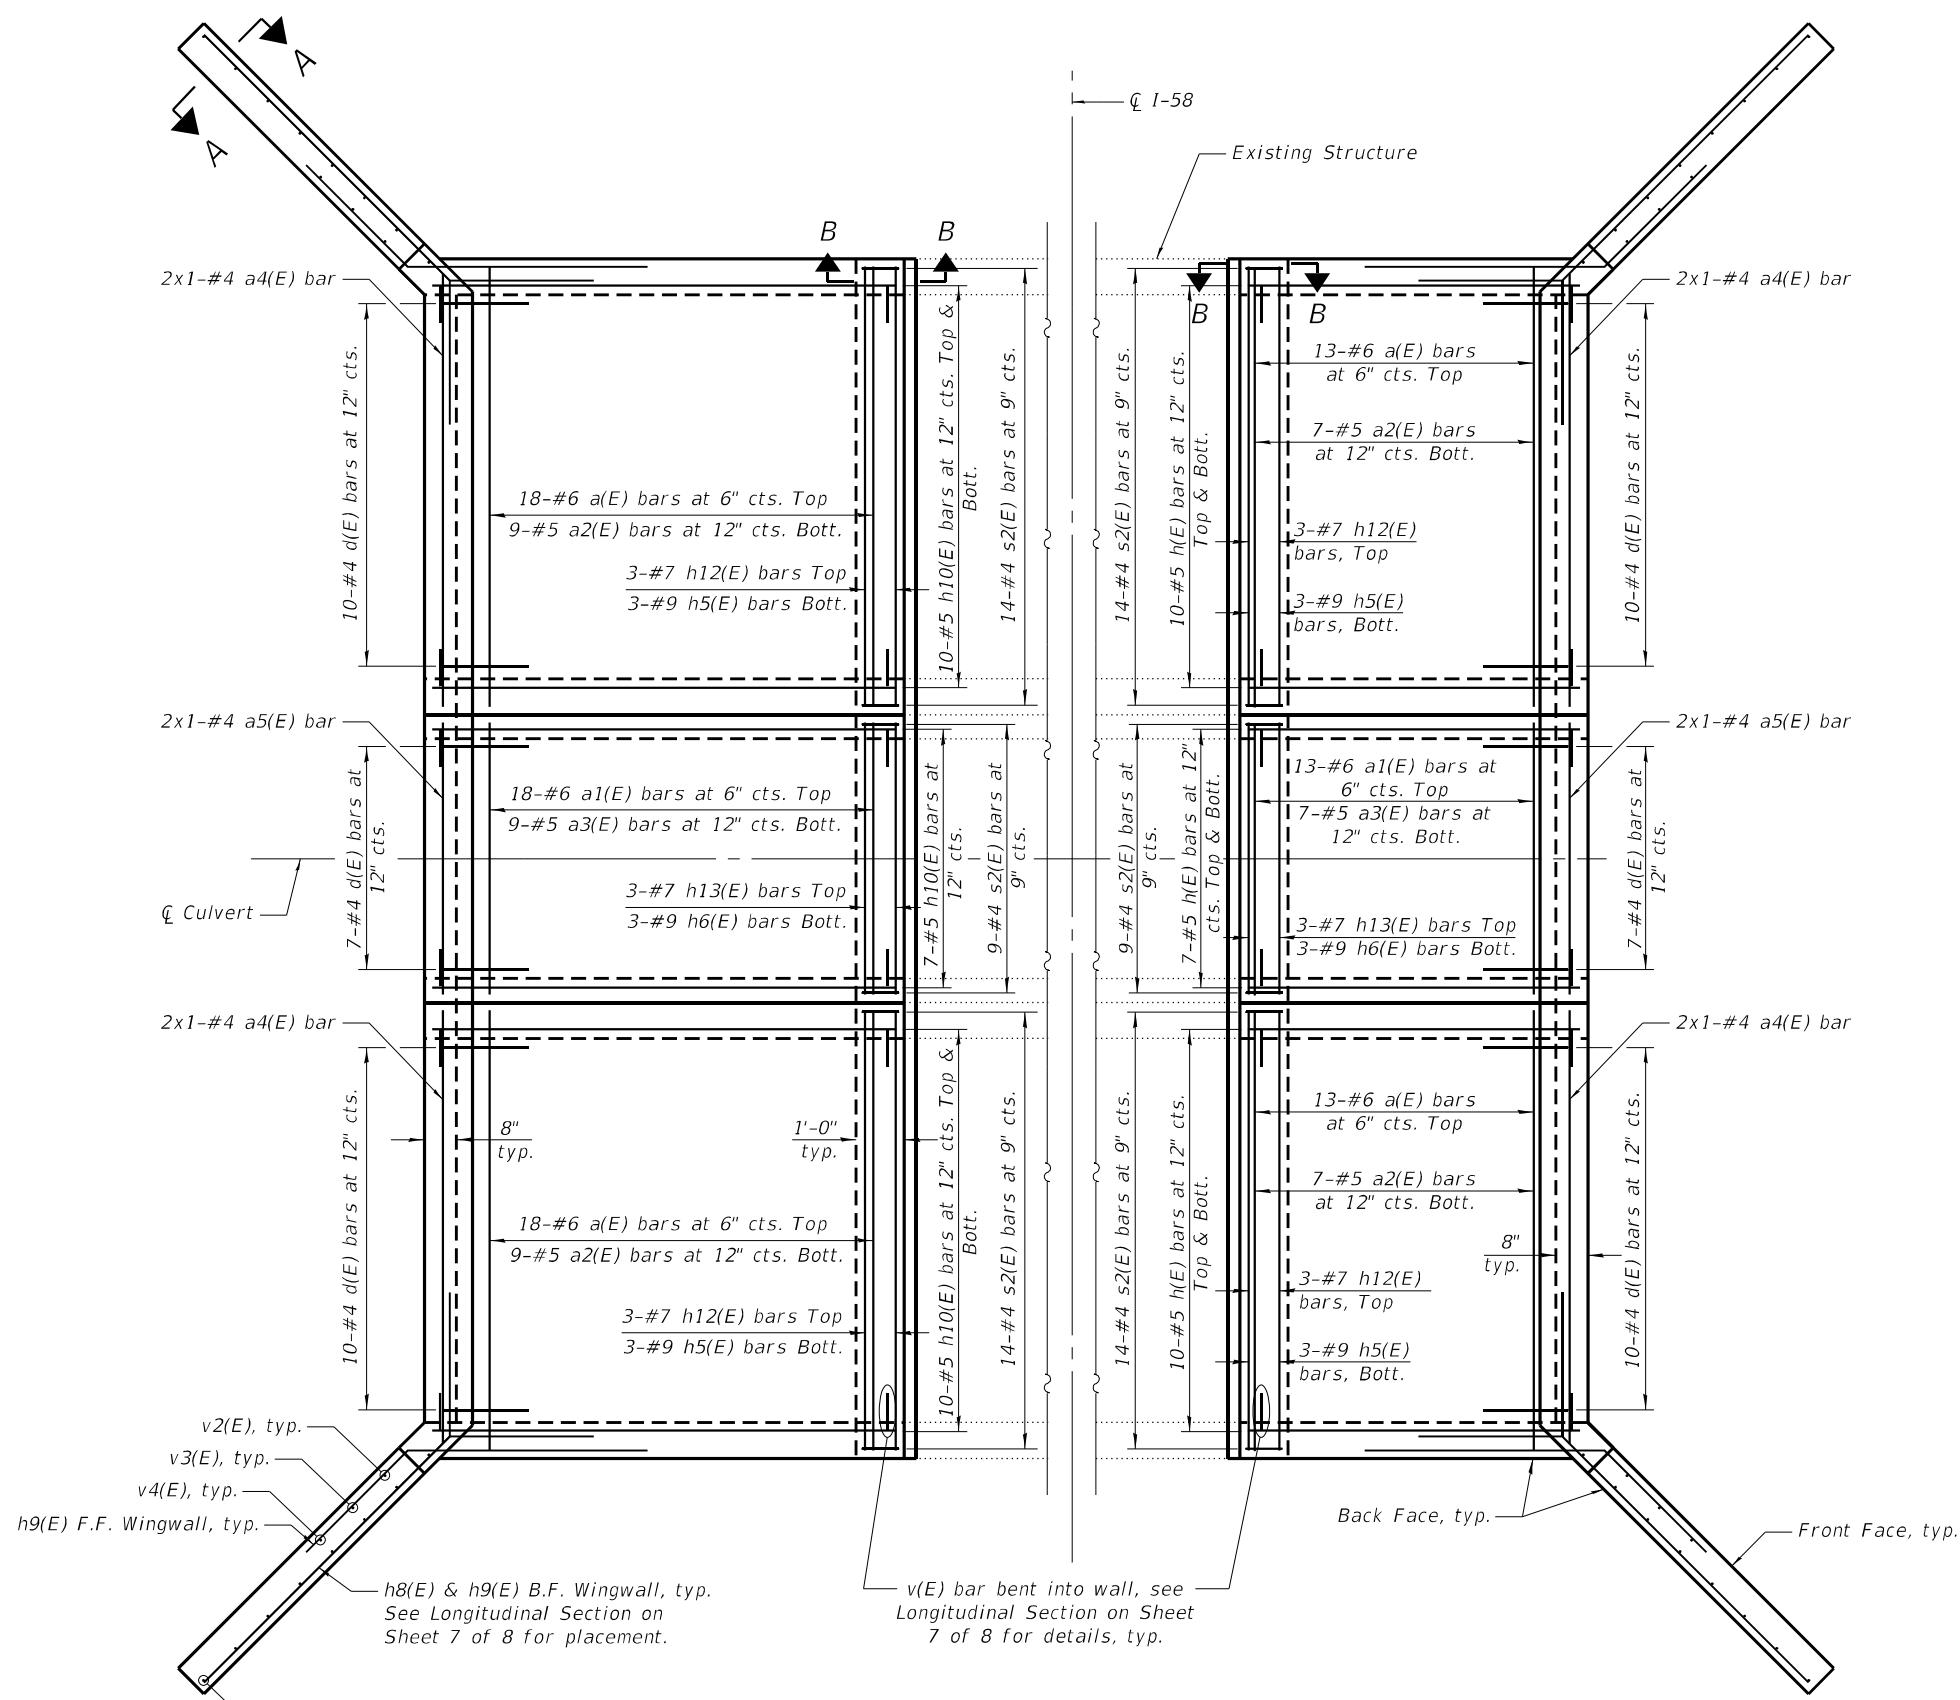 A
A
℄ I-58
Existing Structure
B
B
B
B
2x1-#4 a4(E) bar
2x1-#4 a4(E) bar
10-#4 d(E) bars at 12" cts.
18-#6 a(E) bars at 6" cts. Top
9-#5 a2(E) bars at 12" cts. Bott.
3-#7 h12(E) bars Top
3-#9 h5(E) bars Bott.
10-#5 h10(E) bars at 12" cts. Top &
Bott.
14-#4 s2(E) bars at 9" cts.
14-#4 s2(E) bars at 9" cts.
10-#5 h(E) bars at 12" cts.
Top & Bott.
13-#6 a(E) bars
at 6" cts. Top
7-#5 a2(E) bars
at 12" cts. Bott.
3-#7 h12(E)
bars, Top
3-#9 h5(E)
bars, Bott.
10-#4 d(E) bars at 12" cts.
2x1-#4 a5(E) bar
2x1-#4 a5(E) bar
7-#4 d(E) bars at
12" cts.
18-#6 a1(E) bars at 6" cts. Top
9-#5 a3(E) bars at 12" cts. Bott.
3-#7 h13(E) bars Top
3-#9 h6(E) bars Bott.
7-#5 h10(E) bars at
12" cts.
9-#4 s2(E) bars at
9" cts.
9-#4 s2(E) bars at
9" cts.
7-#5 h(E) bars at 12"
cts. Top & Bott.
13-#6 a1(E) bars at
6" cts. Top
7-#5 a3(E) bars at
12" cts. Bott.
3-#7 h13(E) bars Top
3-#9 h6(E) bars Bott.
7-#4 d(E) bars at
12" cts.
℄ Culvert
2x1-#4 a4(E) bar
2x1-#4 a4(E) bar
10-#4 d(E) bars at 12" cts.
8"
typ.
1'-0"
typ.
18-#6 a(E) bars at 6" cts. Top
9-#5 a2(E) bars at 12" cts. Bott.
3-#7 h12(E) bars Top
3-#9 h5(E) bars Bott.
10-#5 h10(E) bars at 12" cts. Top &
Bott.
14-#4 s2(E) bars at 9" cts.
14-#4 s2(E) bars at 9" cts.
10-#5 h(E) bars at 12" cts.
Top & Bott.
13-#6 a(E) bars
at 6" cts. Top
7-#5 a2(E) bars
at 12" cts. Bott.
8"
typ.
3-#7 h12(E)
bars, Top
3-#9 h5(E)
bars, Bott.
10-#4 d(E) bars at 12" cts.
v2(E), typ.
v3(E), typ.
v4(E), typ.
h9(E) F.F. Wingwall, typ.
h8(E) & h9(E) B.F. Wingwall, typ.
See Longitudinal Section on
Sheet 7 of 8 for placement.
v(E) bar bent into wall, see
Longitudinal Section on Sheet
7 of 8 for details, typ.
Back Face, typ.
Front Face, typ.